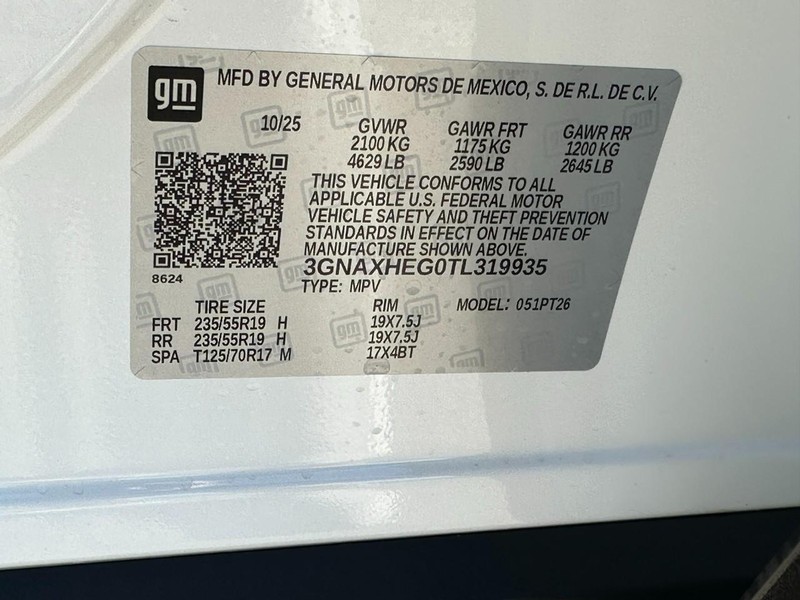 gm
MFD BY GENERAL MOTORS DE MEXICO, S. DE R.L. DE C.V.
10/25 GVWR GAWR FRT GAWR RR
2100 KG 1175 KG 1200 KG
4629 LB 2590 LB 2645 LB
THIS VEHICLE CONFORMS TO ALL
APPLICABLE U.S. FEDERAL MOTOR
VEHICLE SAFETY AND THEFT PREVENTION
STANDARDS IN EFFECT ON THE DATE OF
MANUFACTURE SHOWN ABOVE.
3GNAXHEG0TL319935
8624
TYPE: MPV
TIRE SIZE RIM MODEL: 051PT26
FRT 235/55R19 H 19X7.5J
RR 235/55R19 H 19X7.5J
SPA T125/70R17 M 17X4BT